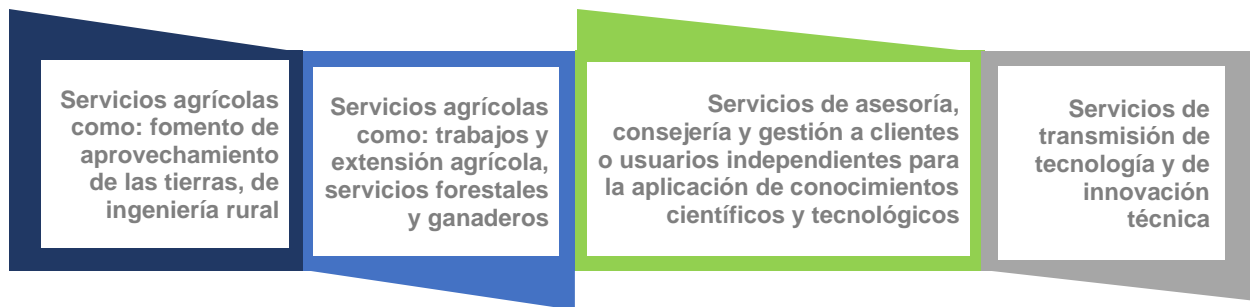 Servicios agrícolas
como: fomento de
aprovechamiento
de las tierras, de
ingeniería rural
Servicios agrícolas
como: trabajos y
extensión agrícola,
servicios forestales
y ganaderos
Servicios de asesoría,
consejería y gestión a clientes
o usuarios independientes para
la aplicación de conocimientos
científicos y tecnológicos
Servicios de
transmisión de
tecnología y de
innovación
técnica